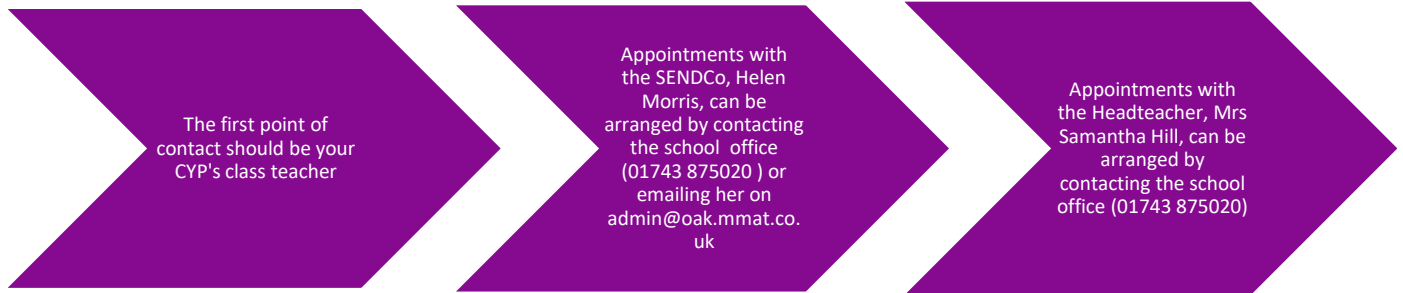 The first point of
contact should be your
CYP's class teacher
Appointments with
the SENDCo, Helen
Morris, can be
arranged by contacting
the school  office
(01743 875020 ) or
emailing her on
admin@oak.mmat.co.
uk
Appointments with
the Headteacher, Mrs
Samantha Hill, can be
arranged by
contacting the school
office (01743 875020)